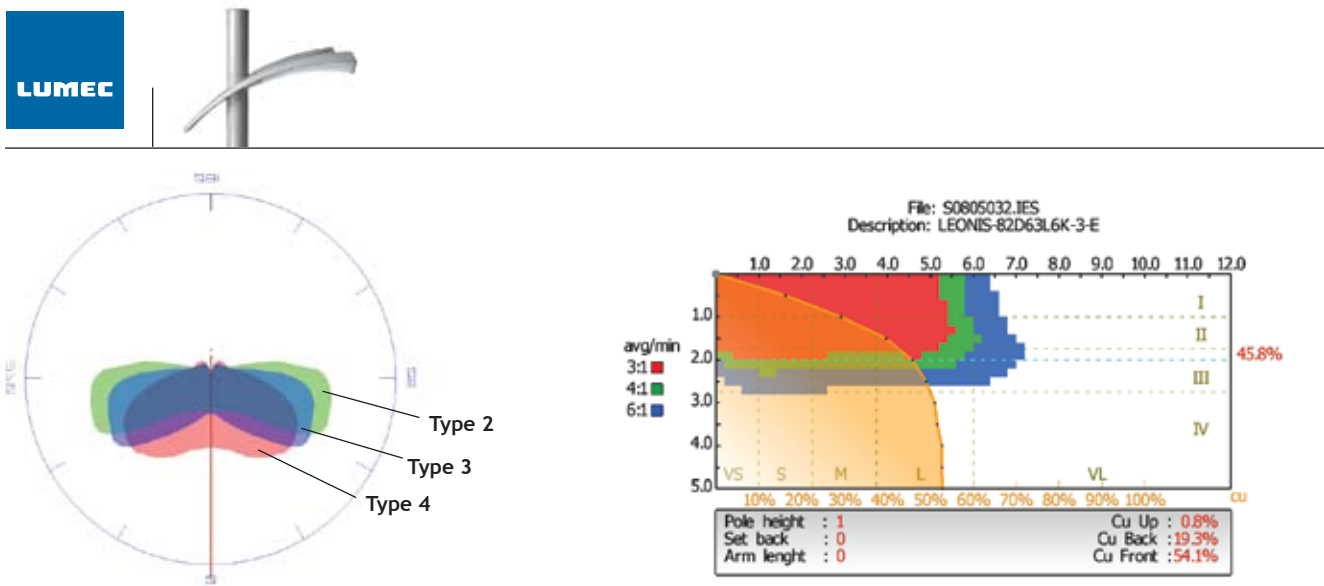 LUMEC
Type 2
Type 3
Type 4
File: S0805032.IES
Description: LEONIS-82D63L6K-3-E
1.0 2.0 3.0 4.0 5.0 6.0 7.0 8.0 9.0 10.0 11.0 12.0
avg/min
3:1
4:1
6:1
1.0
2.0
3.0
4.0
5.0
I
II
III
IV
45.8%
VS S M L VL
10% 20% 30% 40% 50% 60% 70% 80% 90% 100% cu
Pole height : 1
Set back : 0
Arm lenght : 0
Cu Up : 0.8%
Cu Back : 19.3%
Cu Front : 54.1%